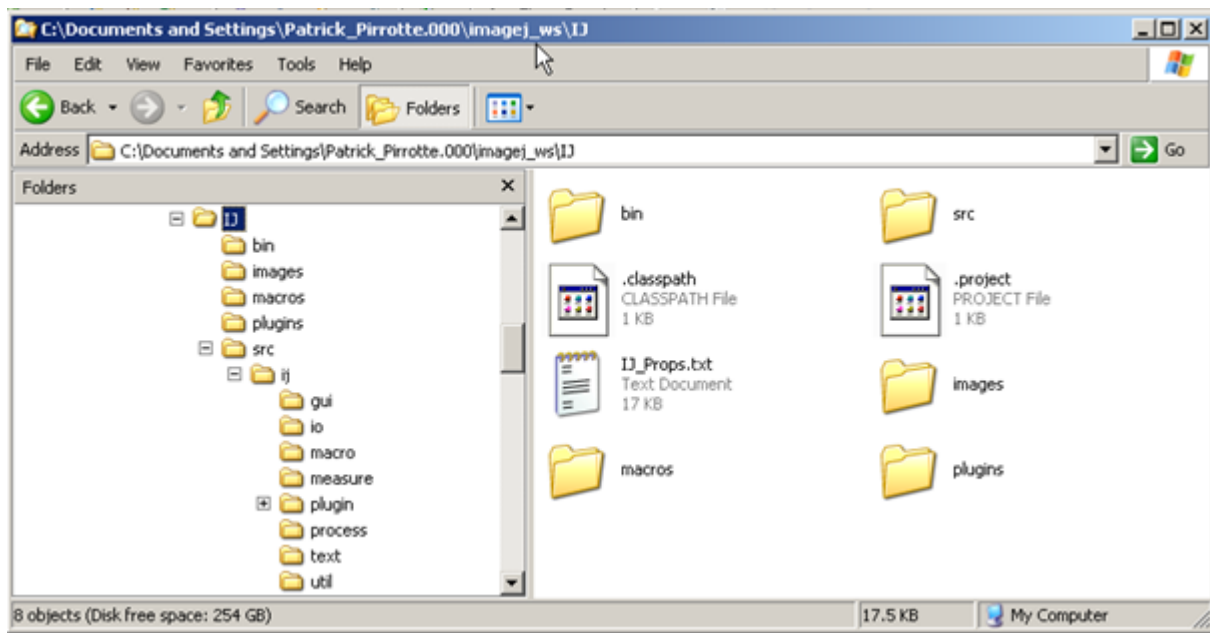 C:\Documents and Settings\Patrick_Pirrotte.000\imagej_ws\IJ
File Edit View Favorites Tools Help
Back Search Folders
Address C:\Documents and Settings\Patrick_Pirrotte.000\imagej_ws\IJ Go
Folders
IJ
bin
images
macros
plugins
src
ij
gui
io
macro
measure
plugin
process
text
util
bin
src
.classpath
CLASSPATH File
1 KB
.project
PROJECT File
1 KB
IJ_Props.txt
Text Document
17 KB
images
macros
plugins
8 objects (Disk free space: 254 GB) 17.5 KB My Computer